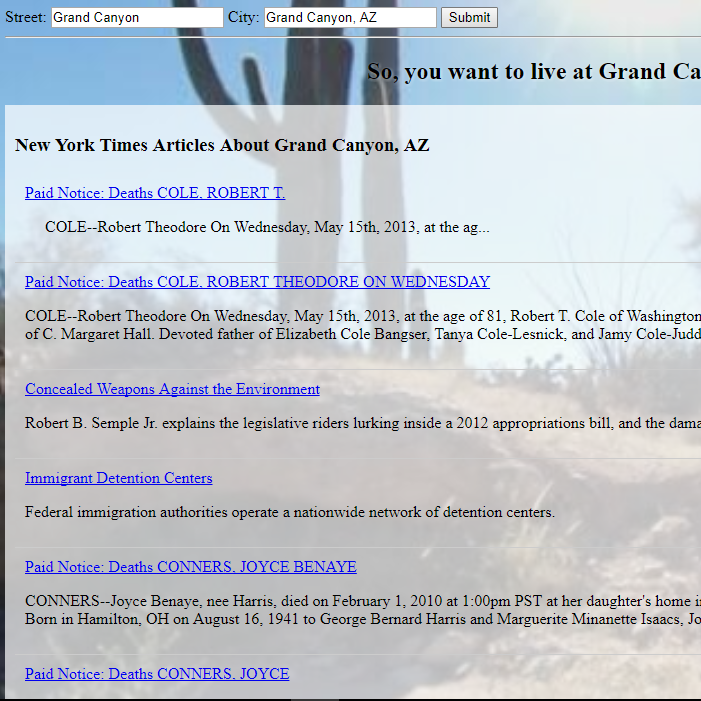 Street: Grand Canyon City: Grand Canyon, AZ Submit
So, you want to live at Grand Ca
New York Times Articles About Grand Canyon, AZ
Paid Notice: Deaths COLE, ROBERT T.
COLE--Robert Theodore On Wednesday, May 15th, 2013, at the ag...
Paid Notice: Deaths COLE, ROBERT THEODORE ON WEDNESDAY
COLE--Robert Theodore On Wednesday, May 15th, 2013, at the age of 81, Robert T. Cole of Washington
of C. Margaret Hall. Devoted father of Elizabeth Cole Bangser, Tanya Cole-Lesnick, and Jamy Cole-Judd
Concealed Weapons Against the Environment
Robert B. Semple Jr. explains the legislative riders lurking inside a 2012 appropriations bill, and the dama
Immigrant Detention Centers
Federal immigration authorities operate a nationwide network of detention centers.
Paid Notice: Deaths CONNERS, JOYCE BENAYE
CONNERS--Joyce Benaye, nee Harris, died on February 1, 2010 at 1:00pm PST at her daughter's home i
Born in Hamilton, OH on August 16, 1941 to George Bernard Harris and Marguerite Minanette Isaacs, Jo
Paid Notice: Deaths CONNERS, JOYCE